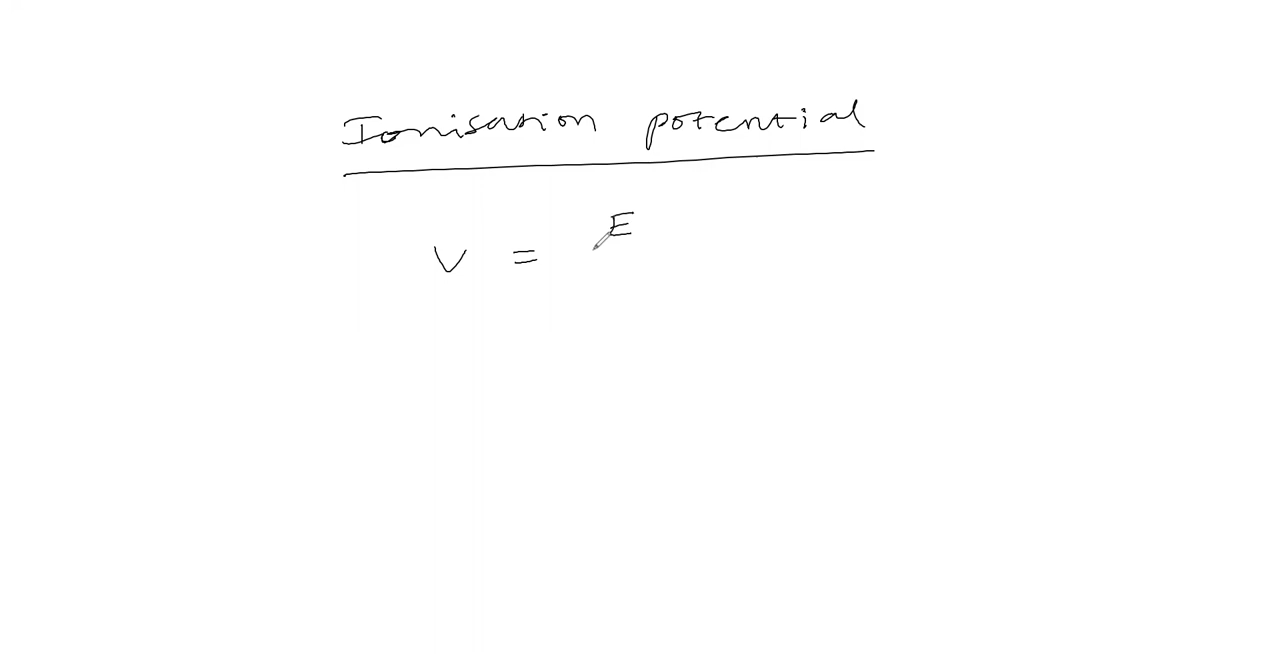 Ionisation potential
V = E